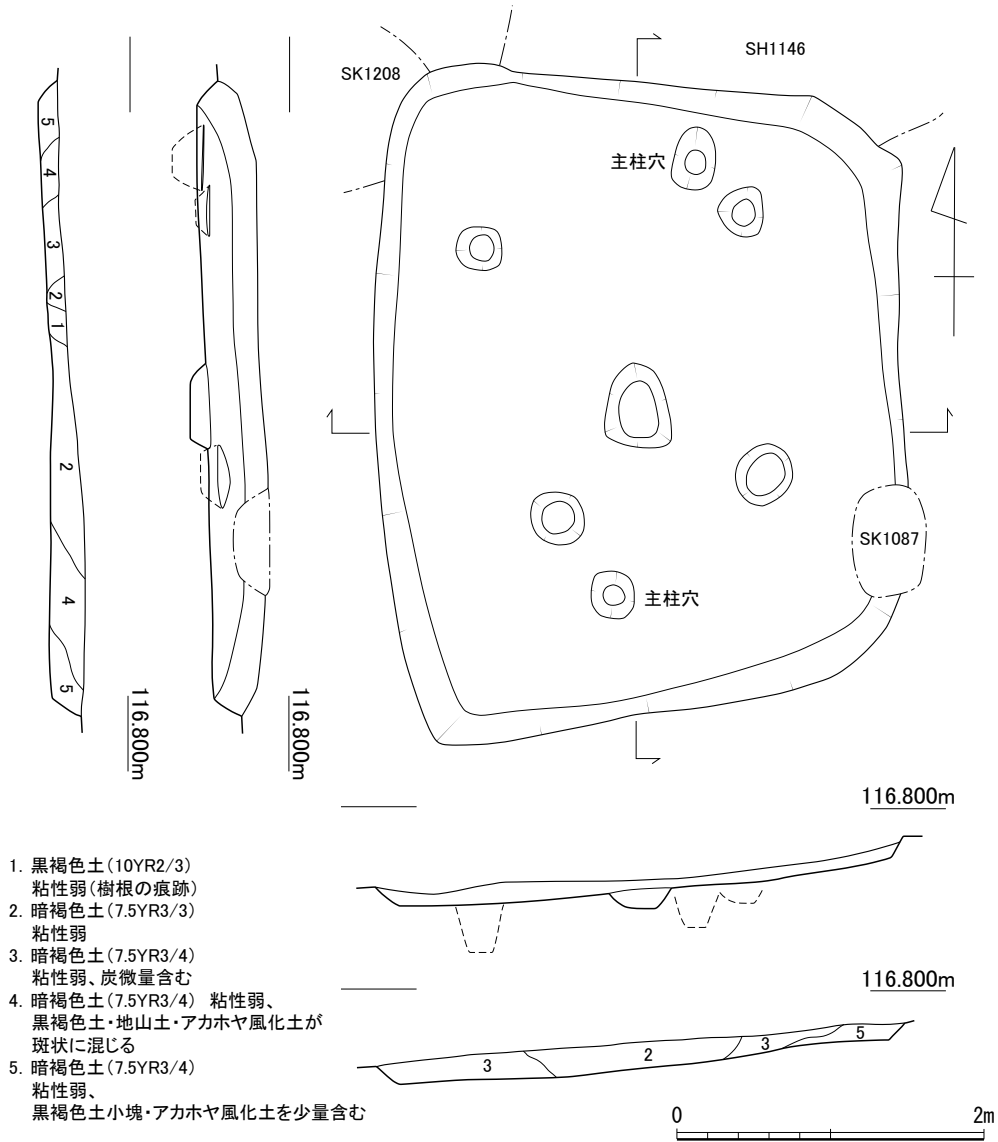 SK1208
SH1146
主柱穴
SK1087
主柱穴
5
4
3
2
1
2
4
5
116.800m
116.800m
116.800m
116.800m
3
2
3
5
1. 黒褐色土(10YR2/3)
粘性弱(樹根の痕跡)
2. 暗褐色土(7.5YR3/3)
粘性弱
3. 暗褐色土(7.5YR3/4)
粘性弱、炭微量含む
4. 暗褐色土(7.5YR3/4) 粘性弱、
黒褐色土・地山土・アカホヤ風化土が
斑状に混じる
5. 暗褐色土(7.5YR3/4)
粘性弱、
黒褐色土小塊・アカホヤ風化土を少量含む
0 2m